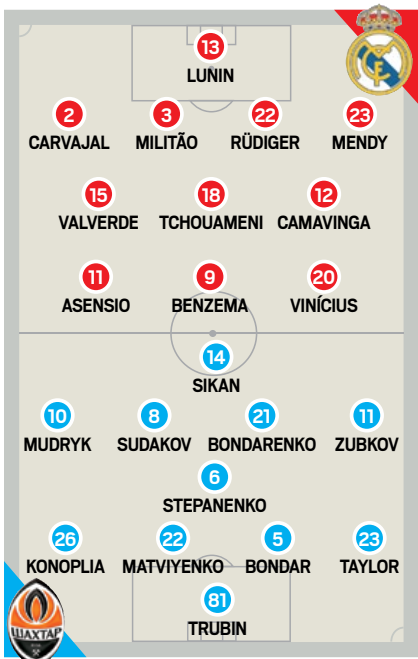 13
LUNIN
2 3 22 23
CARVAJAL MILITÃO RÜDIGER MENDY
15 18 12
VALVERDE TCHOUAMENI CAMAVINGA
11 9 20
ASENSIO BENZEMA VINÍCIUS
14
SIKAN
10 8 21 11
MUDRYK SUDAKOV BONDARENKO ZUBKOV
6
STEPANENKO
26 22 5 23
KONOPLIA MATVIYENKO BONDAR TAYLOR
81
TRUBIN
ШАХТАР